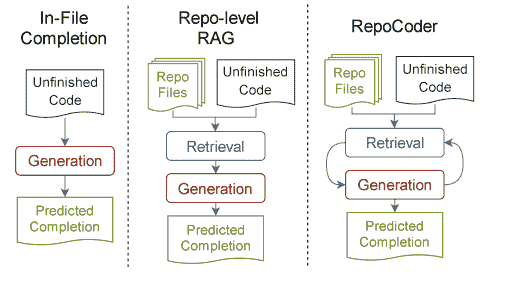 In-File
Completion
Unfinished
Code
Generation
Predicted
Completion
Repo-level
RAG
Repo
Files
Unfinished
Code
Retrieval
Generation
Predicted
Completion
RepoCoder
Repo
Files
Unfinished
Code
Retrieval
Generation
Predicted
Completion